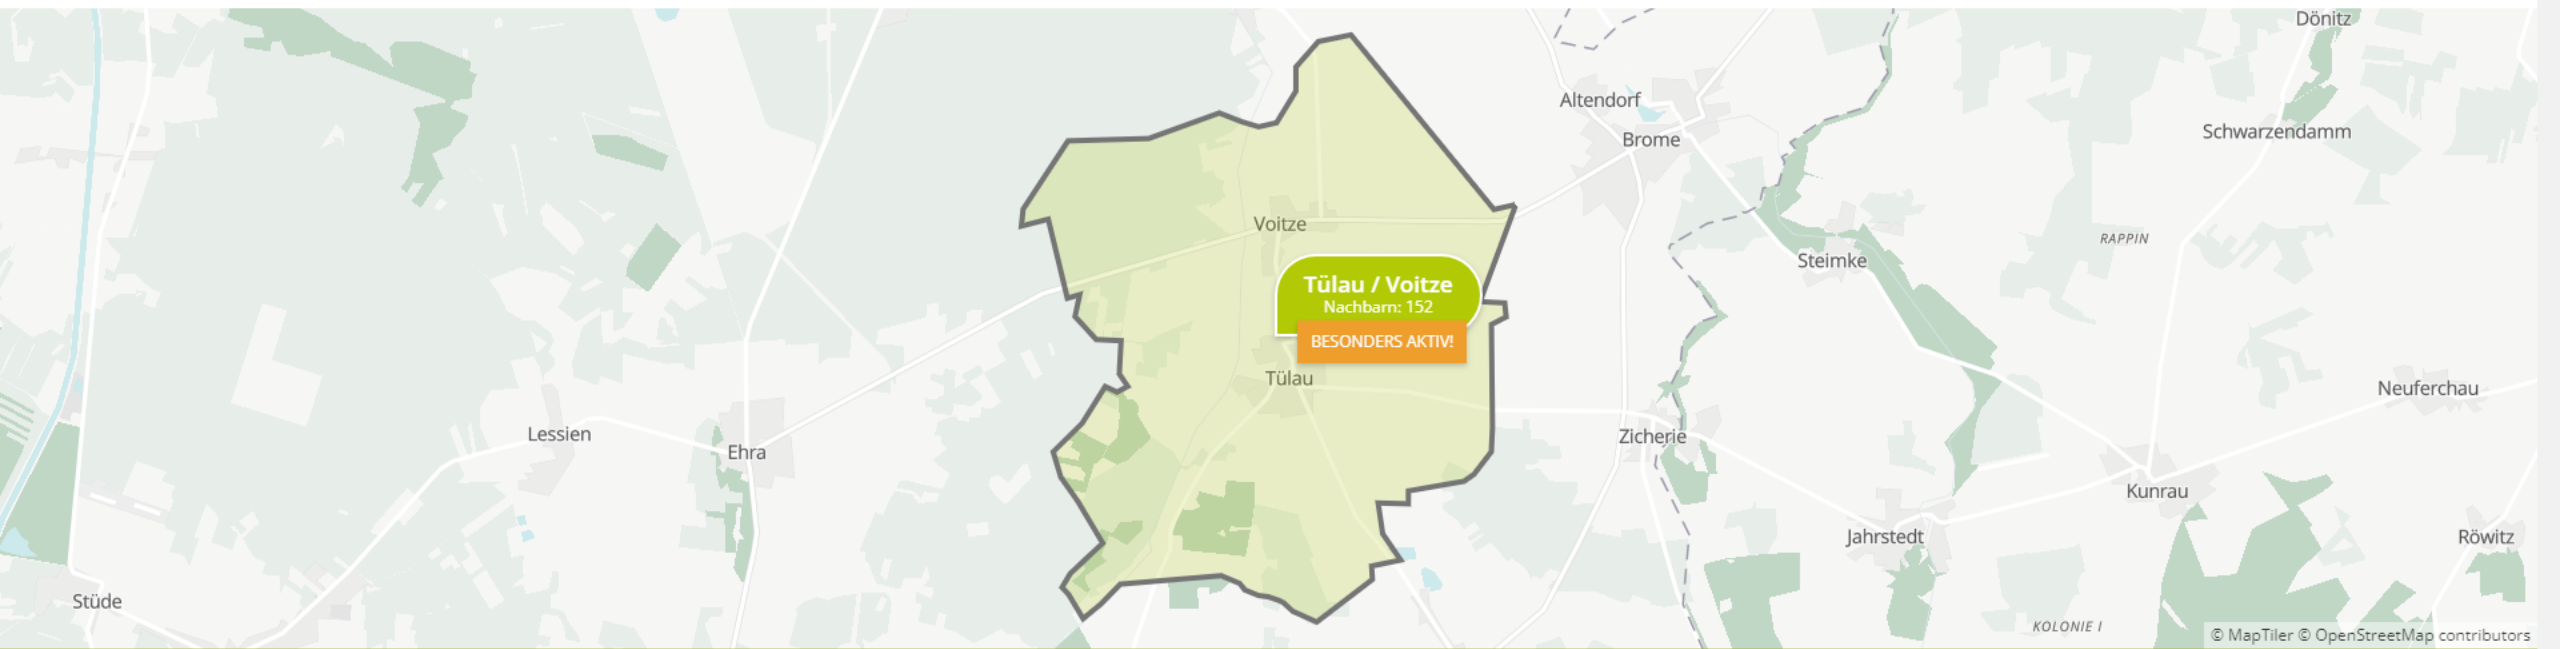 Dönitz
Altendorf
Brome
Schwarzendamm
Voitze
RAPPIN
Steimke
Tülau / Voitze
Nachbarn: 152
BESONDERS AKTIV!
Tülau
Neuferchau
Lessien
Ehra
Zicherie
Kunrau
Jahrstedt
Röwitz
Stüde
KOLONIE I
© MapTiler © OpenStreetMap contributors